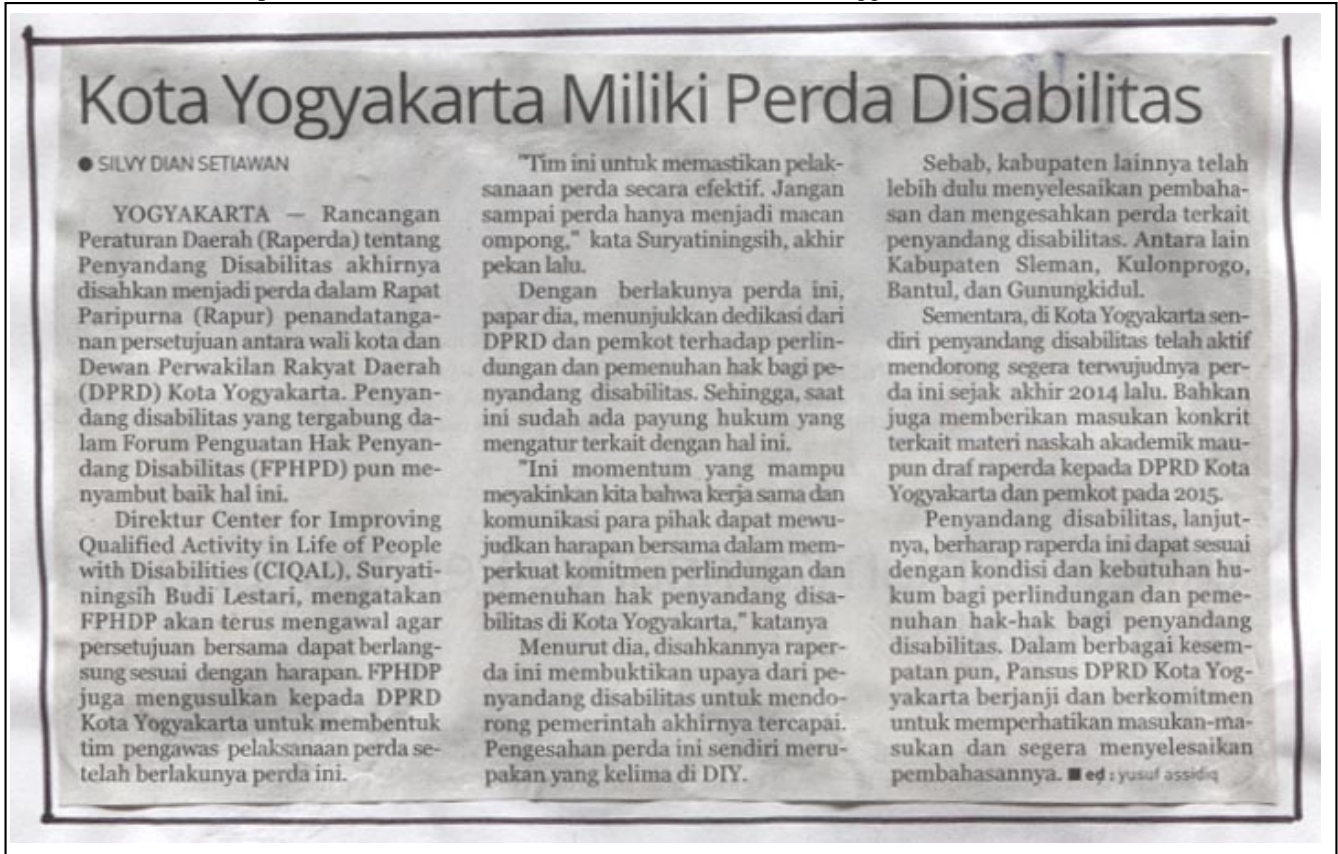 Kota Yogyakarta Miliki Perda Disabilitas
● SILVY DIAN SETIAWAN
YOGYAKARTA — Rancangan
Peraturan Daerah (Raperda) tentang
Penyandang Disabilitas akhirnya
disahkan menjadi perda dalam Rapat
Paripurna (Rapur) penandatanga-
nan persetujuan antara wali kota dan
Dewan Perwakilan Rakyat Daerah
(DPRD) Kota Yogyakarta. Penyan-
dang disabilitas yang tergabung da-
lam Forum Penguatan Hak Penyan-
dang Disabilitas (FPHPD) pun me-
nyambut baik hal ini.
Direktur Center for Improving
Qualified Activity in Life of People
with Disabilities (CIQAL), Suryati-
ningsih Budi Lestari, mengatakan
FPHDP akan terus mengawal agar
persetujuan bersama dapat berlang-
sung sesuai dengan harapan. FPHDP
juga mengusulkan kepada DPRD
Kota Yogyakarta untuk membentuk
tim pengawas pelaksanaan perda se-
telah berlakunya perda ini.
"Tim ini untuk memastikan pelak-
sanaan perda secara efektif. Jangan
sampai perda hanya menjadi macan
ompong," kata Suryatiningsih, akhir
pekan lalu.
Dengan berlakunya perda ini,
papar dia, menunjukkan dedikasi dari
DPRD dan pemkot terhadap perlin-
dungan dan pemenuhan hak bagi pe-
nyandang disabilitas. Sehingga, saat
ini sudah ada payung hukum yang
mengatur terkait dengan hal ini.
"Ini momentum yang mampu
meyakinkan kita bahwa kerja sama dan
komunikasi para pihak dapat mewu-
judkan harapan bersama dalam mem-
perkuat komitmen perlindungan dan
pemenuhan hak penyandang disa-
bilitas di Kota Yogyakarta," katanya
Menurut dia, disahkannya raper-
da ini membuktikan upaya dari pe-
nyandang disabilitas untuk mendo-
rong pemerintah akhirnya tercapai.
Pengesahan perda ini sendiri meru-
pakan yang kelima di DIY.
Sebab, kabupaten lainnya telah
lebih dulu menyelesaikan pembaha-
san dan mengesahkan perda terkait
penyandang disabilitas. Antara lain
Kabupaten Sleman, Kulonprogo,
Bantul, dan Gunungkidul.
Sementara, di Kota Yogyakarta sen-
diri penyandang disabilitas telah aktif
mendorong segera terwujudnya per-
da ini sejak akhir 2014 lalu. Bahkan
juga memberikan masukan konkrit
terkait materi naskah akademik mau-
pun draf raperda kepada DPRD Kota
Yogyakarta dan pemkot pada 2015.
Penyandang disabilitas, lanjut-
nya, berharap raperda ini dapat sesuai
dengan kondisi dan kebutuhan hu-
kum bagi perlindungan dan peme-
nuhan hak-hak bagi penyandang
disabilitas. Dalam berbagai kesem-
patan pun, Pansus DPRD Kota Yog-
yakarta berjanji dan berkomitmen
untuk memperhatikan masukan-ma-
sukan dan segera menyelesaikan
pembahasannya. ■ ed : yusuf assidiq